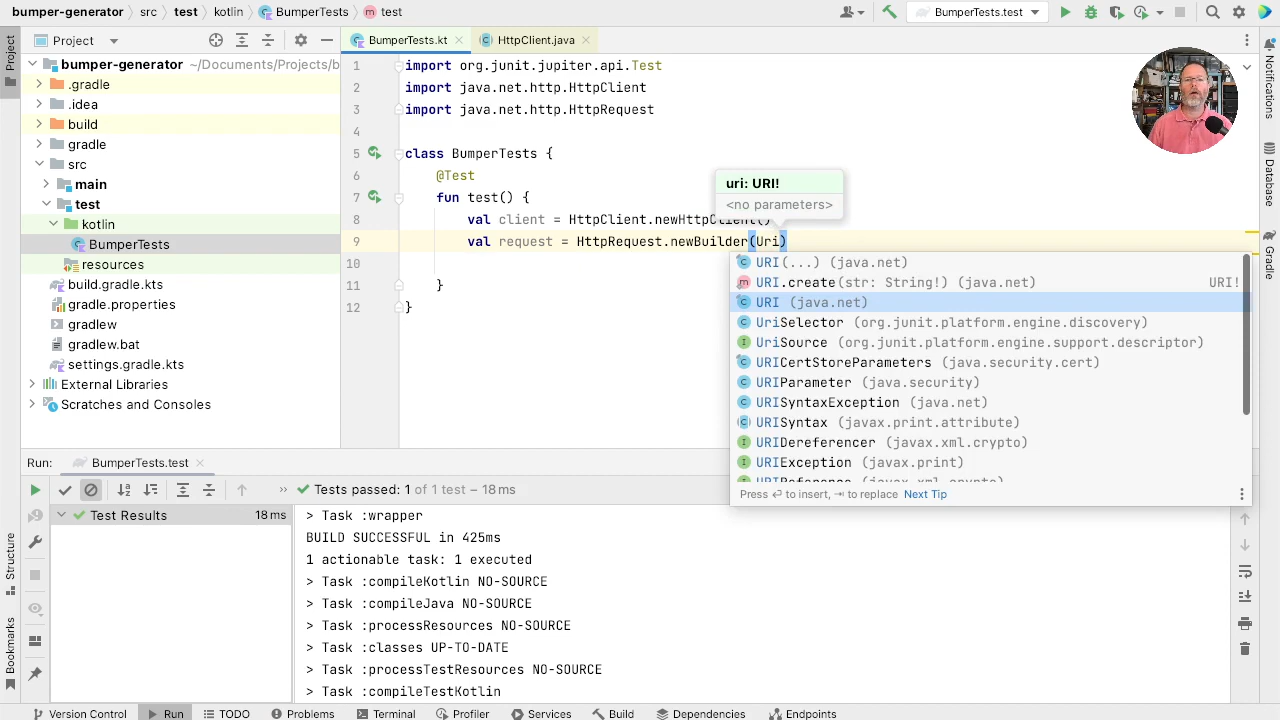 bumper-generator › src › test › kotlin › BumperTests › test
BumperTests.test
Project
Project
BumperTests.kt
HttpClient.java
bumper-generator ~/Documents/Projects/b
.gradle
.idea
build
gradle
src
main
test
kotlin
BumperTests
resources
build.gradle.kts
gradle.properties
gradlew
gradlew.bat
settings.gradle.kts
External Libraries
Scratches and Consoles
1 import org.junit.jupiter.api.Test
2 import java.net.http.HttpClient
3 import java.net.http.HttpRequest
4
5 class BumperTests {
6 @Test
7 fun test() {
8 val client = HttpClient.newHttpClient()
9 val request = HttpRequest.newBuilder(Uri)
10
11 }
12 }
uri: URI!
<no parameters>
URI(...) (java.net)
URI.create(str: String!) (java.net) URI!
URI (java.net)
UriSelector (org.junit.platform.engine.discovery)
UriSource (org.junit.platform.engine.support.descriptor)
URICertStoreParameters (java.security.cert)
URIParameter (java.security)
URISyntaxException (java.net)
URISyntax (javax.print.attribute)
URIDereferencer (javax.xml.crypto)
URIException (javax.print)
URIReference (javax.xml.crypto)
Press ⏎ to insert, ⇥ to replace Next Tip
Notifications
Database
Gradle
Structure
Bookmarks
Run: BumperTests.test
» Tests passed: 1 of 1 test – 18 ms
Test Results 18 ms
> Task :wrapper
BUILD SUCCESSFUL in 425ms
1 actionable task: 1 executed
> Task :compileKotlin NO-SOURCE
> Task :compileJava NO-SOURCE
> Task :processResources NO-SOURCE
> Task :classes UP-TO-DATE
> Task :processTestResources NO-SOURCE
> Task :compileTestKotlin
Version Control
Run
TODO
Problems
Terminal
Profiler
Services
Build
Dependencies
Endpoints